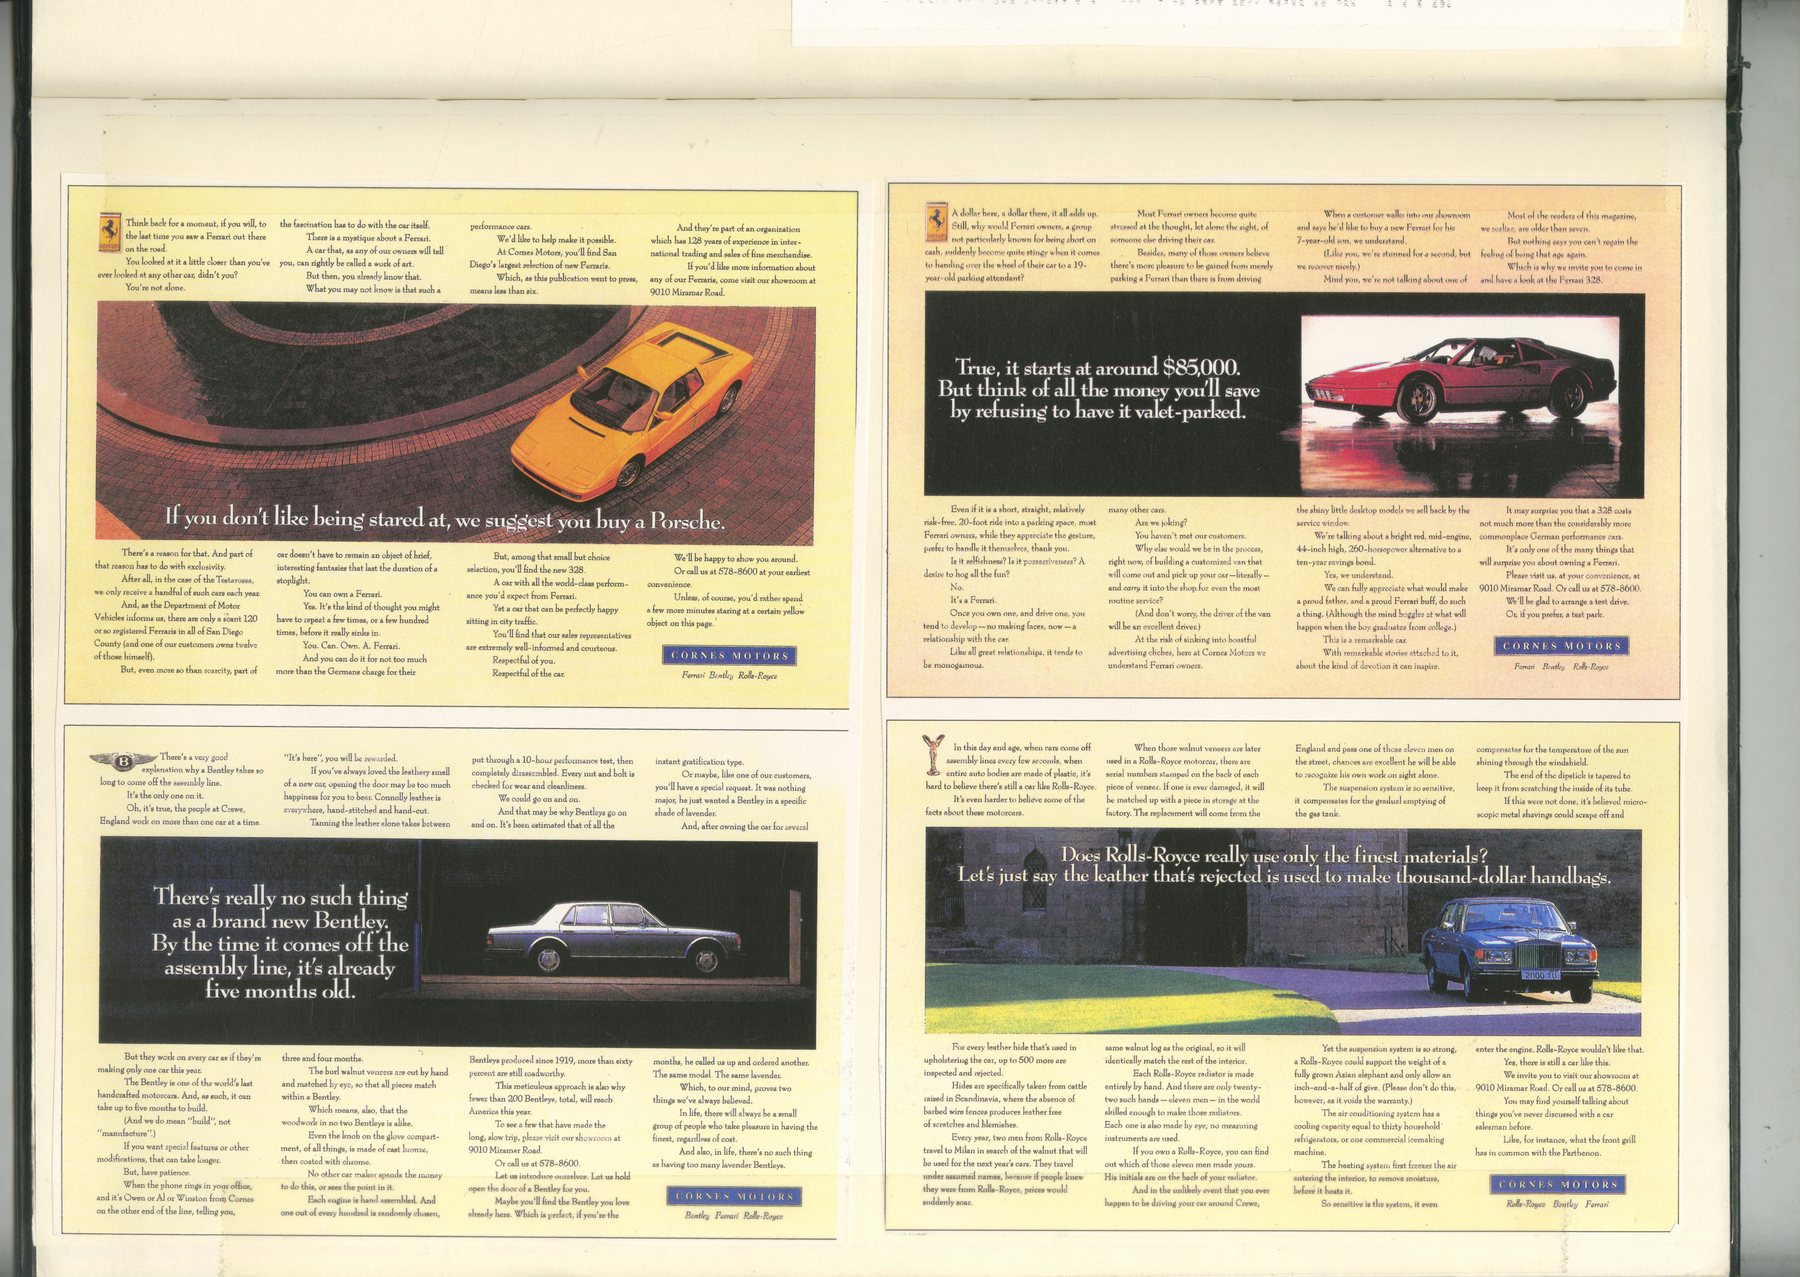 Think back for a moment, if you will, to
the last time you saw a Ferrari out there
on the road.
You looked at it a little closer than you've
ever looked at any other car, didn't you?
You're not alone.
the fascination has to do with the car itself.
There is a mystique about a Ferrari.
A car that, as any of our owners will tell
you, can rightly be called a work of art.
But then, you already know that.
What you may not know is that such a
performance cars.
We'd like to help make it possible.
At Cornes Motors, you'll find San
Diego's largest selection of new Ferraris.
Which, as this publication went to press,
means less than six.
And they're part of an organization
which has 128 years of experience in inter-
national trading and sales of fine merchandise.
If you'd like more information about
any of our Ferraris, come visit our showroom at
9010 Miramar Road.
If you don't like being stared at, we suggest you buy a Porsche.
There's a reason for that. And part of
that reason has to do with exclusivity.
After all, in the case of the Testarossa,
we only receive a handful of such cars each year.
And, as the Department of Motor
Vehicles informs us, there are only a scant 120
or so registered Ferraris in all of San Diego
County (and one of our customers owns twelve
of those himself).
But, even more so than scarcity, part of
car doesn't have to remain an object of brief,
interesting fantasies that last the duration of a
stoplight.
You can own a Ferrari.
Yes. It's the kind of thought you might
have to repeat a few times, or a few hundred
times, before it really sinks in.
You. Can. Own. A. Ferrari.
And you can do it for not too much
more than the Germans charge for their
But, among that small but choice
selection, you'll find the new 328.
A car with all the world-class perform-
ance you'd expect from Ferrari.
Yet a car that can be perfectly happy
sitting in city traffic.
You'll find that our sales representatives
are extremely well-informed and courteous.
Respectful of you.
Respectful of the car.
We'll be happy to show you around.
Or call us at 578-8600 at your earliest
convenience.
Unless, of course, you'd rather spend
a few more minutes staring at a certain yellow
object on this page.
CORNES MOTORS
Ferrari Bentley Rolls-Royce
A dollar here, a dollar there, it all adds up.
Still, why would Ferrari owners, a group
not particularly known for being short on
cash, suddenly become quite stingy when it comes
to handing over the wheel of their car to a 19-
year-old parking attendant?
Most Ferrari owners become quite
stressed at the thought, let alone the sight, of
someone else driving their car.
Besides, many of those owners believe
there's more pleasure to be gained from merely
parking a Ferrari than there is from driving
When a customer walks into our showroom
and says he'd like to buy a new Ferrari for his
7-year-old son, we understand.
(Like you, we're stunned for a second, but
we recover nicely.)
Mind you, we're not talking about one of
Most of the readers of this magazine,
we realize, are older than seven.
But nothing says you can't regain the
feeling of being that age again.
Which is why we invite you to come in
and have a look at the Ferrari 328.
True, it starts at around $85,000.
But think of all the money you'll save
by refusing to have it valet-parked.
Even if it is a short, straight, relatively
risk-free, 20-foot ride into a parking space, most
Ferrari owners, while they appreciate the gesture,
prefer to handle it themselves, thank you.
Is it selfishness? Is it possessiveness? A
desire to hog all the fun?
No.
It's a Ferrari.
Once you own one, and drive one, you
tend to develop—no making faces, now—a
relationship with the car.
Like all great relationships, it tends to
be monogamous.
many other cars.
Are we joking?
You haven't met our customers.
Why else would we be in the process,
right now, of building a customized van that
will come out and pick up your car—literally—
and carry it into the shop for even the most
routine service?
(And don't worry, the driver of the van
will be an excellent driver.)
At the risk of sinking into boastful
advertising cliches, here at Cornes Motors we
understand Ferrari owners.
the shiny little desktop models we sell back by the
service window.
We're talking about a bright red, mid-engine,
44-inch high, 260-horsepower alternative to a
ten-year savings bond.
Yes, we understand.
We can fully appreciate what would make
a proud father, and a proud Ferrari buff, do such
a thing. (Although the mind boggles at what will
happen when the boy graduates from college.)
This is a remarkable car.
With remarkable stories attached to it,
about the kind of devotion it can inspire.
It may surprise you that a 328 costs
not much more than the considerably more
commonplace German performance cars.
It's only one of the many things that
will surprise you about owning a Ferrari.
Please visit us, at your convenience, at
9010 Miramar Road. Or call us at 578-8600.
We'll be glad to arrange a test drive.
Or, if you prefer, a test park.
CORNES MOTORS
Ferrari Bentley Rolls-Royce
B
There's a very good
explanation why a Bentley takes so
long to come off the assembly line.
It's the only one on it.
Oh, it's true, the people at Crewe,
England work on more than one car at a time.
"It's here", you will be rewarded.
If you've always loved the leathery smell
of a new car, opening the door may be too much
happiness for you to bear. Connolly leather is
everywhere, hand-stitched and hand-cut.
Tanning the leather alone takes between
put through a 10-hour performance test, then
completely disassembled. Every nut and bolt is
checked for wear and cleanliness.
We could go on and on.
And that may be why Bentleys go on
and on. It's been estimated that of all the
instant gratification type.
Or maybe, like one of our customers,
you'll have a special request. It was nothing
major, he just wanted a Bentley in a specific
shade of lavender.
And, after owning the car for several
There's really no such thing
as a brand new Bentley.
By the time it comes off the
assembly line, it's already
five months old.
But they work on every car as if they're
making only one car this year.
The Bentley is one of the world's last
handcrafted motorcars. And, as such, it can
take up to five months to build.
(And we do mean "build", not
"manufacture".)
If you want special features or other
modifications, that can take longer.
But, have patience.
When the phone rings in your office,
and it's Owen or Al or Winston from Cornes
on the other end of the line, telling you,
three and four months.
The burl walnut veneers are cut by hand
and matched by eye, so that all pieces match
within a Bentley.
Which means, also, that the
woodwork in no two Bentleys is alike.
Even the knob on the glove compart-
ment, of all things, is made of cast bronze,
then coated with chrome.
No other car maker spends the money
to do this, or sees the point in it.
Each engine is hand assembled. And
one out of every hundred is randomly chosen,
Bentleys produced since 1919, more than sixty
percent are still roadworthy.
This meticulous approach is also why
fewer than 200 Bentleys, total, will reach
America this year.
To see a few that have made the
long, slow trip, please visit our showroom at
9010 Miramar Road.
Or call us at 578-8600.
Let us introduce ourselves. Let us hold
open the door of a Bentley for you.
Maybe you'll find the Bentley you love
already here. Which is perfect, if you're the
months, he called us up and ordered another.
The same model. The same lavender.
Which, to our mind, proves two
things we've always believed.
In life, there will always be a small
group of people who take pleasure in having the
finest, regardless of cost.
And also, in life, there's no such thing
as having too many lavender Bentleys.
CORNES MOTORS
Bentley Ferrari Rolls-Royce
In this day and age, when cars come off
assembly lines every few seconds, when
entire auto bodies are made of plastic, it's
hard to believe there's still a car like Rolls-Royce.
It's even harder to believe some of the
facts about these motorcars.
When those walnut veneers are later
used in a Rolls-Royce motorcar, there are
serial numbers stamped on the back of each
piece of veneer. If one is ever damaged, it will
be matched up with a piece in storage at the
factory. The replacement will come from the
England and pass one of those eleven men on
the street, chances are excellent he will be able
to recognize his own work on sight alone.
The suspension system is so sensitive,
it compensates for the gradual emptying of
the gas tank.
compensates for the temperature of the sun
shining through the windshield.
The end of the dipstick is tapered to
keep it from scratching the inside of its tube.
If this were not done, it's believed micro-
scopic metal shavings could scrape off and
Does Rolls-Royce really use only the finest materials?
Let's just say the leather that's rejected is used to make thousand-dollar handbags.
2000 TU
For every leather hide that's used in
upholstering the car, up to 500 more are
inspected and rejected.
Hides are specifically taken from cattle
raised in Scandinavia, where the absence of
barbed wire fences produces leather free
of scratches and blemishes.
Every year, two men from Rolls-Royce
travel to Milan in search of the walnut that will
be used for the next year's cars. They travel
under assumed names, because if people knew
they were from Rolls-Royce, prices would
suddenly soar.
same walnut log as the original, so it will
identically match the rest of the interior.
Each Rolls-Royce radiator is made
entirely by hand. And there are only twenty-
two such hands—eleven men—in the world
skilled enough to make those radiators.
Each one is also made by eye; no measuring
instruments are used.
If you own a Rolls-Royce, you can find
out which of those eleven men made yours.
His initials are on the back of your radiator.
And in the unlikely event that you ever
happen to be driving your car around Crewe,
Yet the suspension system is so strong,
a Rolls-Royce could support the weight of a
fully grown Asian elephant and only allow an
inch-and-a-half of give. (Please don't do this,
however, as it voids the warranty.)
The air conditioning system has a
cooling capacity equal to thirty household
refrigerators, or one commercial icemaking
machine.
The heating system first freezes the air
entering the interior, to remove moisture,
before it heats it.
So sensitive is the system, it even
enter the engine. Rolls-Royce wouldn't like that.
Yes, there is still a car like this.
We invite you to visit our showroom at
9010 Miramar Road. Or call us at 578-8600.
You may find yourself talking about
things you've never discussed with a car
salesman before.
Like, for instance, what the front grill
has in common with the Parthenon.
CORNES MOTORS
Rolls-Royce Bentley Ferrari